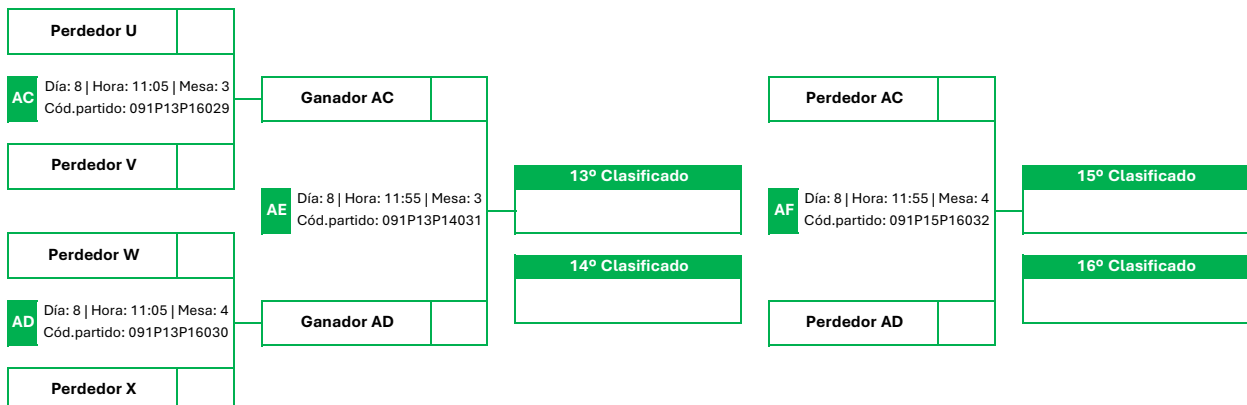 Perdedor U
AC
Día: 8 | Hora: 11:05 | Mesa: 3
Cód.partido: 091P13P16029
Perdedor V
Ganador AC
Perdedor AC
AE
Día: 8 | Hora: 11:55 | Mesa: 3
Cód.partido: 091P13P14031
13º Clasificado
14º Clasificado
AF
Día: 8 | Hora: 11:55 | Mesa: 4
Cód.partido: 091P15P16032
15º Clasificado
16º Clasificado
Perdedor W
AD
Día: 8 | Hora: 11:05 | Mesa: 4
Cód.partido: 091P13P16030
Perdedor X
Ganador AD
Perdedor AD